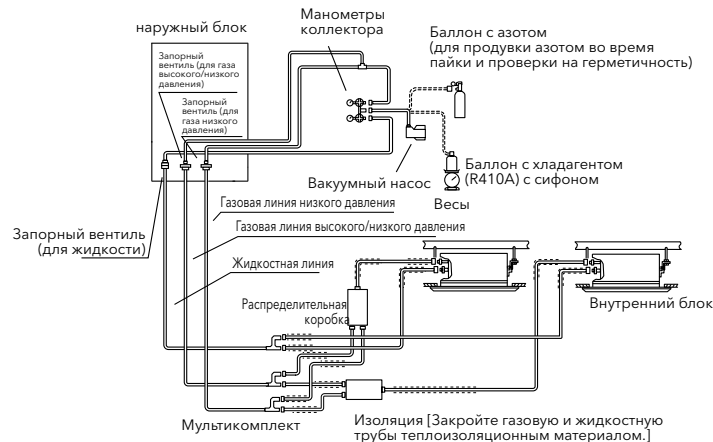 наружный блок
Манометры
коллектора
Баллон с азотом
(для продувки азотом во время
пайки и проверки на герметичность)
Запорный
вентиль (для газа
высокого/низкого
давления)
Запорный
вентиль (для
газа низкого
давления)
Вакуумный насос
Баллон с хладагентом
(R410A) с сифоном
Весы
Газовая линия низкого давления
Запорный вентиль
(для жидкости)
Газовая линия высокого/низкого давления
Жидкостная линия
Распределительная
коробка
Внутренний блок
Мультикомплект
Изоляция [Закройте газовую и жидкостную
трубы теплоизоляционным материалом.]